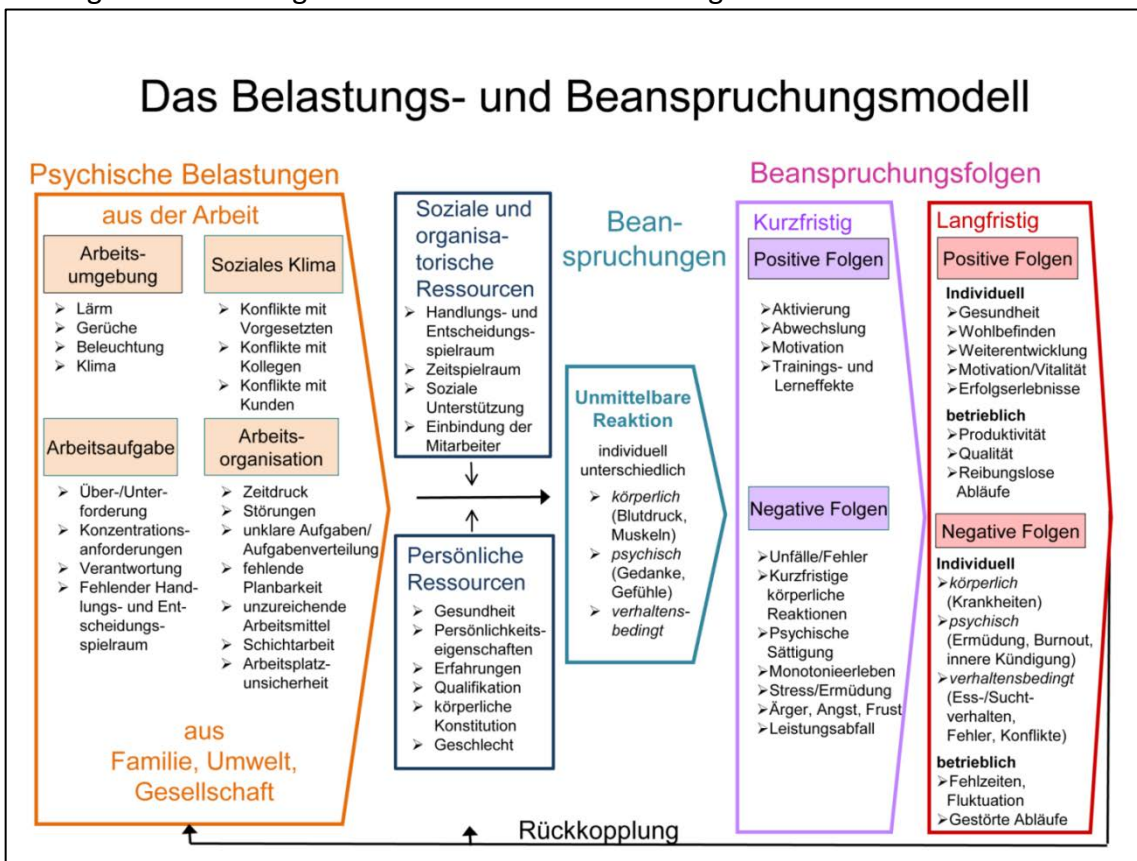 Das Belastungs- und Beanspruchungsmodell
Psychische Belastungen
aus der Arbeit
Arbeits-
umgebung
➢ Lärm
➢ Gerüche
➢ Beleuchtung
➢ Klima
Soziales Klima
➢ Konflikte mit
Vorgesetzten
➢ Konflikte mit
Kollegen
➢ Konflikte mit
Kunden
Arbeitsaufgabe
➢ Über-/Unter-
forderung
➢ Konzentrations-
anforderungen
➢ Verantwortung
➢ Fehlender Hand-
lungs- und Ent-
scheidungs-
spielraum
Arbeits-
organisation
➢ Zeitdruck
➢ Störungen
➢ unklare Aufgaben/
Aufgabenverteilung
➢ fehlende
Planbarkeit
➢ unzureichende
Arbeitsmittel
➢ Schichtarbeit
➢ Arbeitsplatz-
unsicherheit
aus
Familie, Umwelt,
Gesellschaft
Soziale und
organisa-
torische
Ressourcen
➢ Handlungs- und
Entscheidungs-
spielraum
➢ Zeitspielraum
➢ Soziale
Unterstützung
➢ Einbindung der
Mitarbeiter
Persönliche
Ressourcen
➢ Gesundheit
➢ Persönlichkeits-
eigenschaften
➢ Erfahrungen
➢ Qualifikation
➢ körperliche
Konstitution
➢ Geschlecht
Bean-
spruchungen
Unmittelbare
Reaktion
individuell
unterschiedlich
➢ körperlich
(Blutdruck,
Muskeln)
➢ psychisch
(Gedanke,
Gefühle)
➢ verhaltens-
bedingt
Beanspruchungsfolgen
Kurzfristig
Positive Folgen
➢Aktivierung
➢Abwechslung
➢Motivation
➢Trainings- und
Lerneffekte
Negative Folgen
➢Unfälle/Fehler
➢Kurzfristige
körperliche
Reaktionen
➢Psychische
Sättigung
➢Monotonieerleben
➢Stress/Ermüdung
➢Ärger, Angst, Frust
➢Leistungsabfall
Langfristig
Positive Folgen
Individuell
➢Gesundheit
➢Wohlbefinden
➢Weiterentwicklung
➢Motivation/Vitalität
➢Erfolgserlebnisse
betrieblich
➢Produktivität
➢Qualität
➢Reibungslose
Abläufe
Negative Folgen
Individuell
➢körperlich
(Krankheiten)
➢psychisch
(Ermüdung, Burnout,
innere Kündigung)
➢verhaltensbedingt
(Ess-/Sucht-
verhalten,
Fehler, Konflikte)
betrieblich
➢Fehlzeiten,
Fluktuation
➢Gestörte Abläufe
Rückkopplung